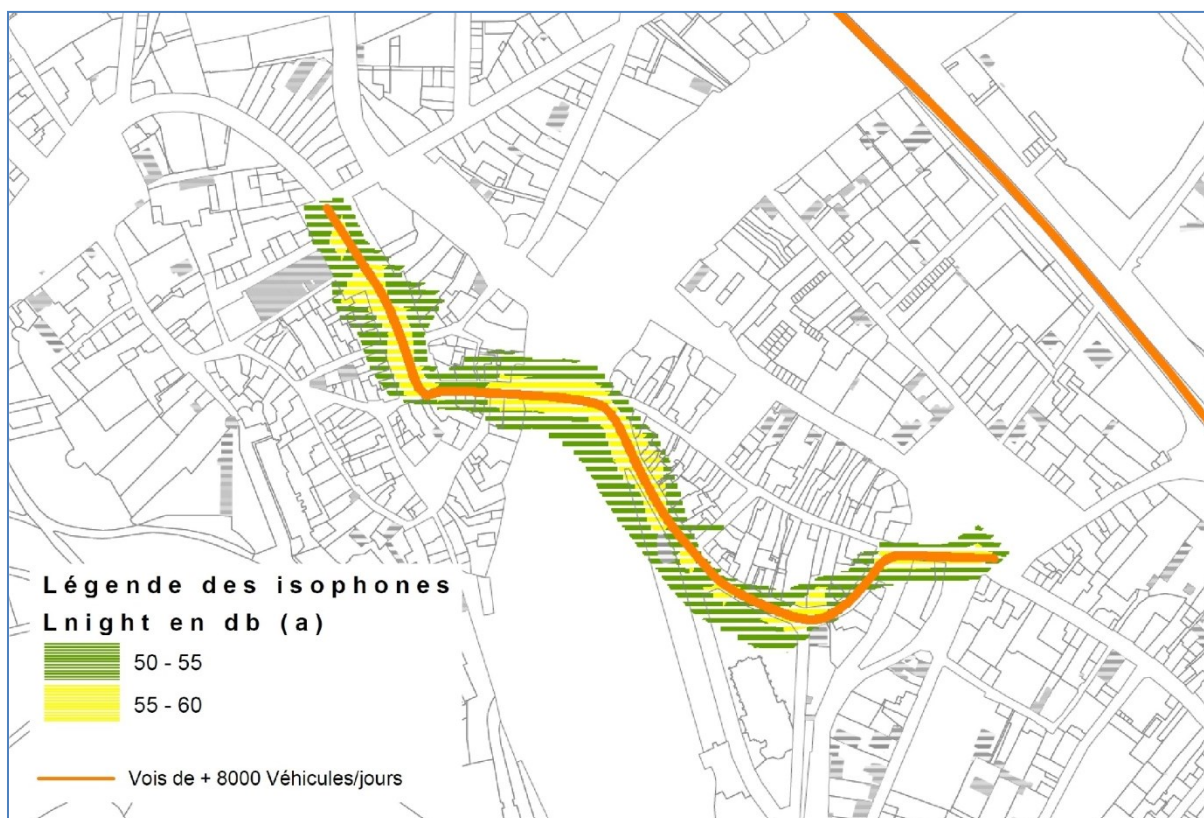 Légende des isophones
Lnight en db (a)
50 - 55
55 - 60
Vois de + 8000 Véhicules/jours